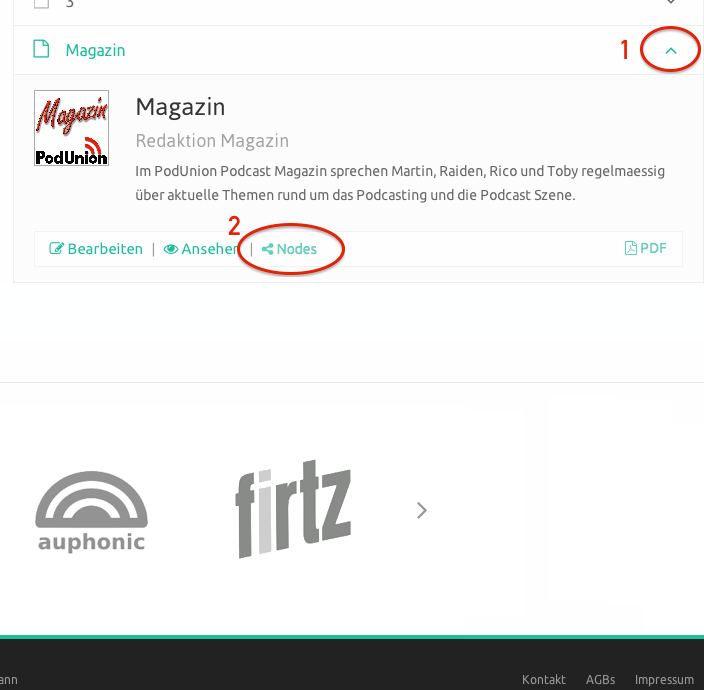 3
Magazin
1
Magazin
PodUnion
Magazin
Redaktion Magazin
Im PodUnion Podcast Magazin sprechen Martin, Raiden, Rico und Toby regelmaessig
über aktuelle Themen rund um das Podcasting und die Podcast Szene.
2
Bearbeiten | Ansehen | Nodes
PDF
auphonic
firtz
ann
Kontakt AGBs Impressum